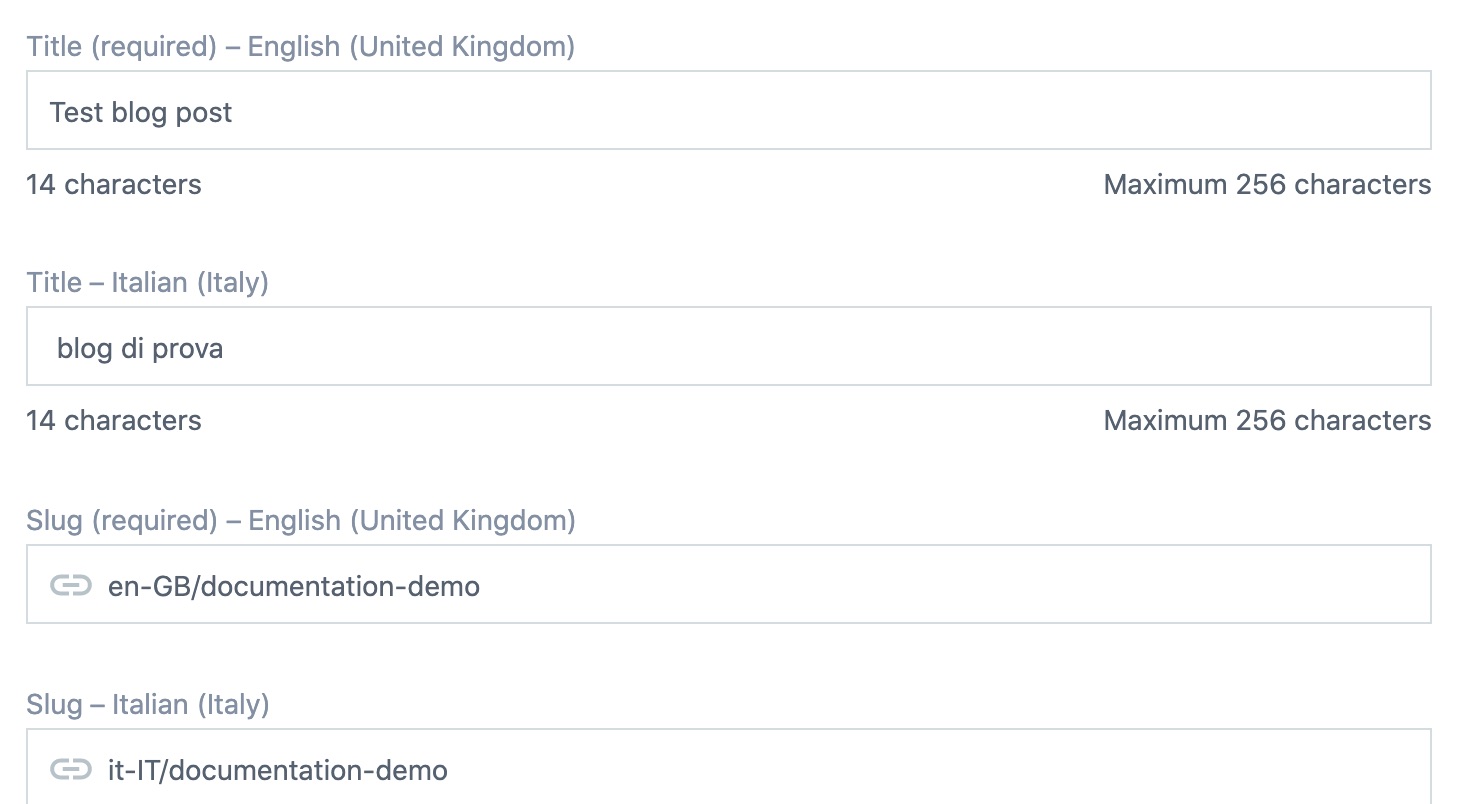 Title (required) – English (United Kingdom)
Test blog post
14 characters Maximum 256 characters
Title – Italian (Italy)
blog di prova
14 characters Maximum 256 characters
Slug (required) – English (United Kingdom)
en-GB/documentation-demo
Slug – Italian (Italy)
it-IT/documentation-demo